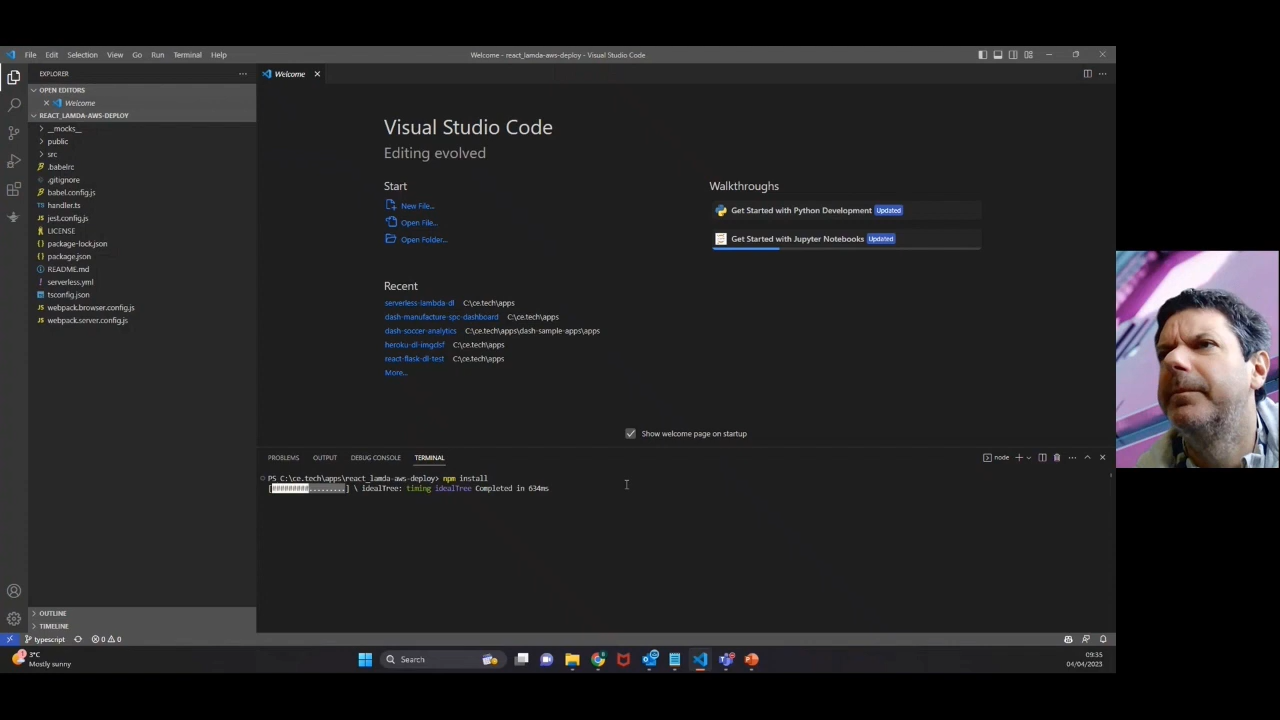 File Edit Selection View Go Run Terminal Help
Welcome - react_lamda-aws-deploy - Visual Studio Code
EXPLORER
OPEN EDITORS
Welcome
REACT_LAMDA-AWS-DEPLOY
__mocks__
public
src
.babelrc
.gitignore
babel.config.js
handler.ts
jest.config.js
LICENSE
package-lock.json
package.json
README.md
serverless.yml
tsconfig.json
webpack.browser.config.js
webpack.server.config.js
OUTLINE
TIMELINE
Welcome
Visual Studio Code
Editing evolved
Start
New File...
Open File...
Open Folder...
Walkthroughs
Get Started with Python Development Updated
Get Started with Jupyter Notebooks Updated
Recent
serverless-lambda-dl C:\ce.tech\apps
dash-manufacture-spc-dashboard C:\ce.tech\apps
dash-soccer-analytics C:\ce.tech\apps\dash-sample-apps\apps
heroku-dl-imgclsf C:\ce.tech\apps
react-flask-dl-test C:\ce.tech\apps
More...
Show welcome page on startup
PROBLEMS OUTPUT DEBUG CONSOLE TERMINAL
node
PS C:\ce.tech\apps\react_lamda-aws-deploy> npm install
[#########.........] \ idealTree: timing idealTree Completed in 634ms
typescript 0 0
3°C
Mostly sunny
Search
09:35
04/04/2023